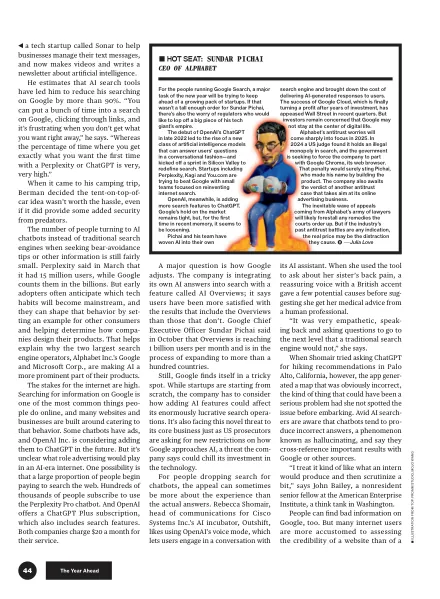 ◀ a tech startup called Sonar to help
businesses manage their text messages,
and now makes videos and writes a
newsletter about artificial intelligence.
He estimates that AI search tools
have led him to reduce his searching
on Google by more than 90%. “You
can put a bunch of time into a search
on Google, clicking through links, and
it’s frustrating when you don’t get what
you want right away,” he says. “Whereas
the percentage of time where you get
exactly what you want the first time
with a Perplexity or ChatGPT is very,
very high.”
When it came to his camping trip,
Berman decided the tent-on-top-of-
car idea wasn’t worth the hassle, even
if it did provide some added security
from predators.
The number of people turning to AI
chatbots instead of traditional search
engines when seeking bear-avoidance
tips or other information is still fairly
small. Perplexity said in March that
it had 15 million users, while Google
counts them in the billions. But early
adopters often anticipate which tech
habits will become mainstream, and
they can shape that behavior by set-
ting an example for other consumers
and helping determine how compa-
nies design their products. That helps
explain why the two largest search
engine operators, Alphabet Inc.’s Google
and Microsoft Corp., are making AI a
more prominent part of their products.
The stakes for the internet are high.
Searching for information on Google is
one of the most common things peo-
ple do online, and many websites and
businesses are built around catering to
that behavior. Some chatbots have ads,
and OpenAI Inc. is considering adding
them to ChatGPT in the future. But it’s
unclear what role advertising would play
in an AI-era internet. One possibility is
that a large proportion of people begin
paying to search the web. Hundreds of
thousands of people subscribe to use
the Perplexity Pro chatbot. And OpenAI
offers a ChatGPT Plus subscription,
which also includes search features.
Both companies charge $20 a month for
their service.
■ HOT SEAT: SUNDAR PICHAI
CEO OF ALPHABET
For the people running Google Search, a major
task of the new year will be trying to keep
ahead of a growing pack of startups. If that
wasn’t a tall enough order for Sundar Pichai,
there’s also the worry of regulators who would
like to lop off a big piece of his tech
giant’s empire.
The debut of OpenAI’s ChatGPT
in late 2022 led to the rise of a new
class of artificial intelligence models
that can answer users’ questions
in a conversational fashion—and
kicked off a sprint in Silicon Valley to
redefine search. Startups including
Perplexity, Kagi and You.com are
trying to best Google with small
teams focused on reinventing
internet search.
OpenAI, meanwhile, is adding
more search features to ChatGPT.
Google’s hold on the market
remains tight, but, for the first
time in recent memory, it seems to
be loosening.
Pichai and his team have
woven AI into their own
search engine and brought down the cost of
delivering AI-generated responses to users.
The success of Google Cloud, which is finally
turning a profit after years of investment, has
appeased Wall Street in recent quarters. But
investors remain concerned that Google may
not stay at the center of digital life.
Alphabet’s antitrust worries will
come sharply into focus in 2025. In
2024 a US judge found it holds an illegal
monopoly in search, and the government
is seeking to force the company to part
with Google Chrome, its web browser.
That penalty would surely sting Pichai,
who made his name by building the
product. The company also awaits
the verdict of another antitrust
case that takes aim at its online
advertising business.
The inevitable wave of appeals
coming from Alphabet’s army of lawyers
will likely forestall any remedies the
courts order up. But if the industry’s
past antitrust battles are any indication,
the real price may be the distraction
they cause. —Julia Love
A major question is how Google
adjusts. The company is integrating
its own AI answers into search with a
feature called AI Overviews; it says
users have been more satisfied with
the results that include the Overviews
than those that don’t. Google Chief
Executive Officer Sundar Pichai said
in October that Overviews is reaching
1 billion users per month and is in the
process of expanding to more than a
hundred countries.
Still, Google finds itself in a tricky
spot. While startups are starting from
scratch, the company has to consider
how adding AI features could affect
its enormously lucrative search opera-
tions. It’s also facing this novel threat to
its core business just as US prosecutors
are asking for new restrictions on how
Google approaches AI, a threat the com-
pany says could chill its investment in
the technology.
For people dropping search for
chatbots, the appeal can sometimes
be more about the experience than
the actual answers. Rebecca Shomair,
head of communications for Cisco
Systems Inc.’s AI incubator, Outshift,
likes using OpenAI’s voice mode, which
lets users engage in a conversation with
its AI assistant. When she used the tool
to ask about her sister’s back pain, a
reassuring voice with a British accent
gave a few potential causes before sug-
gesting she get her medical advice from
a human professional.
“It was very empathetic, speak-
ing back and asking questions to go to
the next level that a traditional search
engine would not,” she says.
When Shomair tried asking ChatGPT
for hiking recommendations in Palo
Alto, California, however, the app gener-
ated a map that was obviously incorrect,
the kind of thing that could have been a
serious problem had she not spotted the
issue before embarking. Avid AI search-
ers are aware that chatbots tend to pro-
duce incorrect answers, a phenomenon
known as hallucinating, and say they
cross-reference important results with
Google or other sources.
“I treat it kind of like what an intern
would produce and then scrutinize a
bit,” says John Bailey, a nonresident
senior fellow at the American Enterprise
Institute, a think tank in Washington.
People can find bad information on
Google, too. But many internet users
are more accustomed to assessing
the credibility of a website than of a
44
The Year Ahead